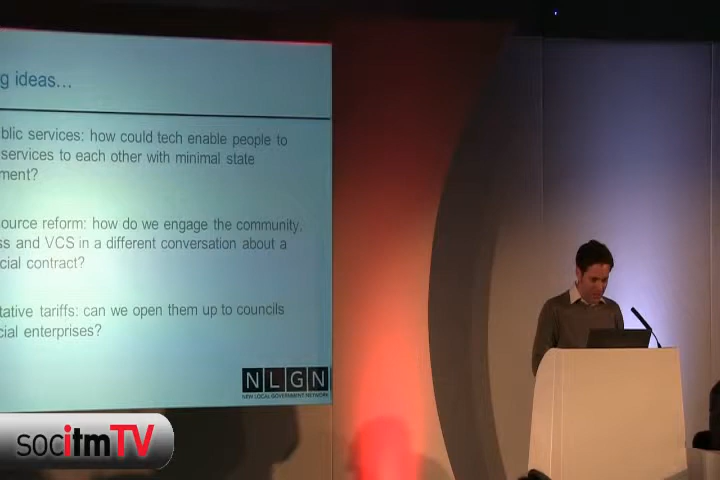 g ideas...
blic services: how could tech enable people to
services to each other with minimal state
ment?
ource reform: how do we engage the community,
ss and VCS in a different conversation about a
cial contract?
tative tariffs: can we open them up to councils
cial enterprises?
NLGN
NEW LOCAL GOVERNMENT NETWORK
socitmTV